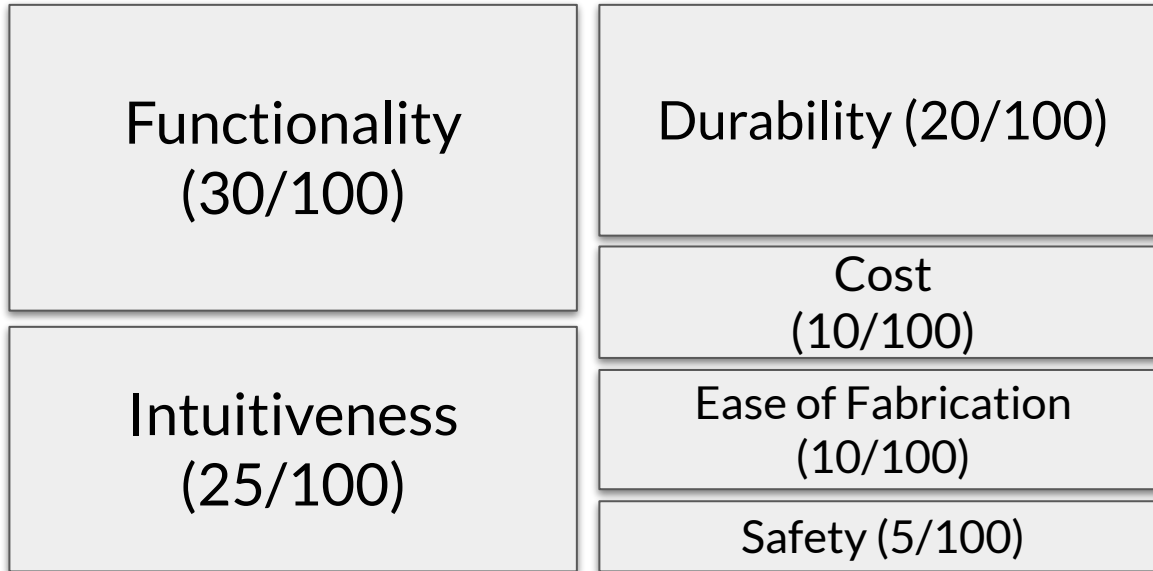 Functionality
(30/100)
Intuitiveness
(25/100)
Durability (20/100)
Cost
(10/100)
Ease of Fabrication
(10/100)
Safety (5/100)